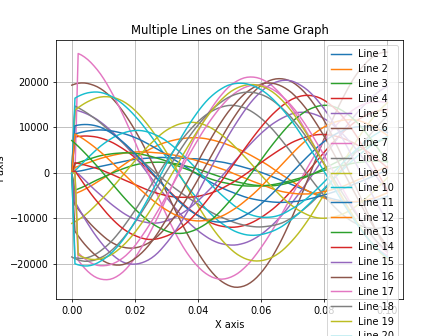 Multiple Lines on the Same Graph
20000
10000
0
−10000
−20000
0.00
0.02
0.04
0.06
X axis
Line 1
Line 2
Line 3
Line 4
Line 5
Line 6
Line 7
Line 8
Line 9
Line 10
Line 11
Line 12
Line 13
Line 14
Line 15
Line 16
Line 17
Line 18
Line 19
Line 20